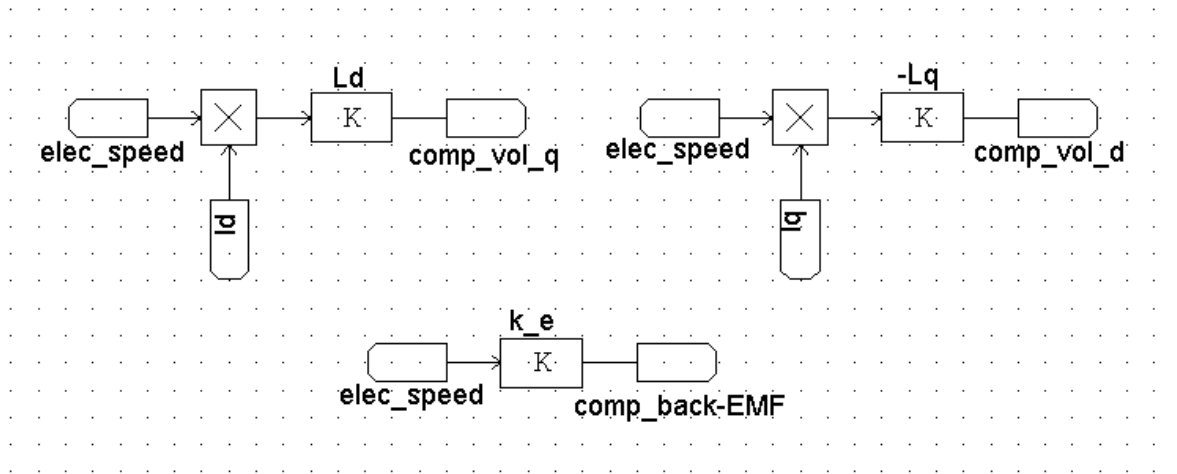 Ld
K
elec_speed
comp_vol_q
Id
-Lq
K
elec_speed
comp_vol_d
Iq
k_e
K
elec_speed
comp_back-EMF